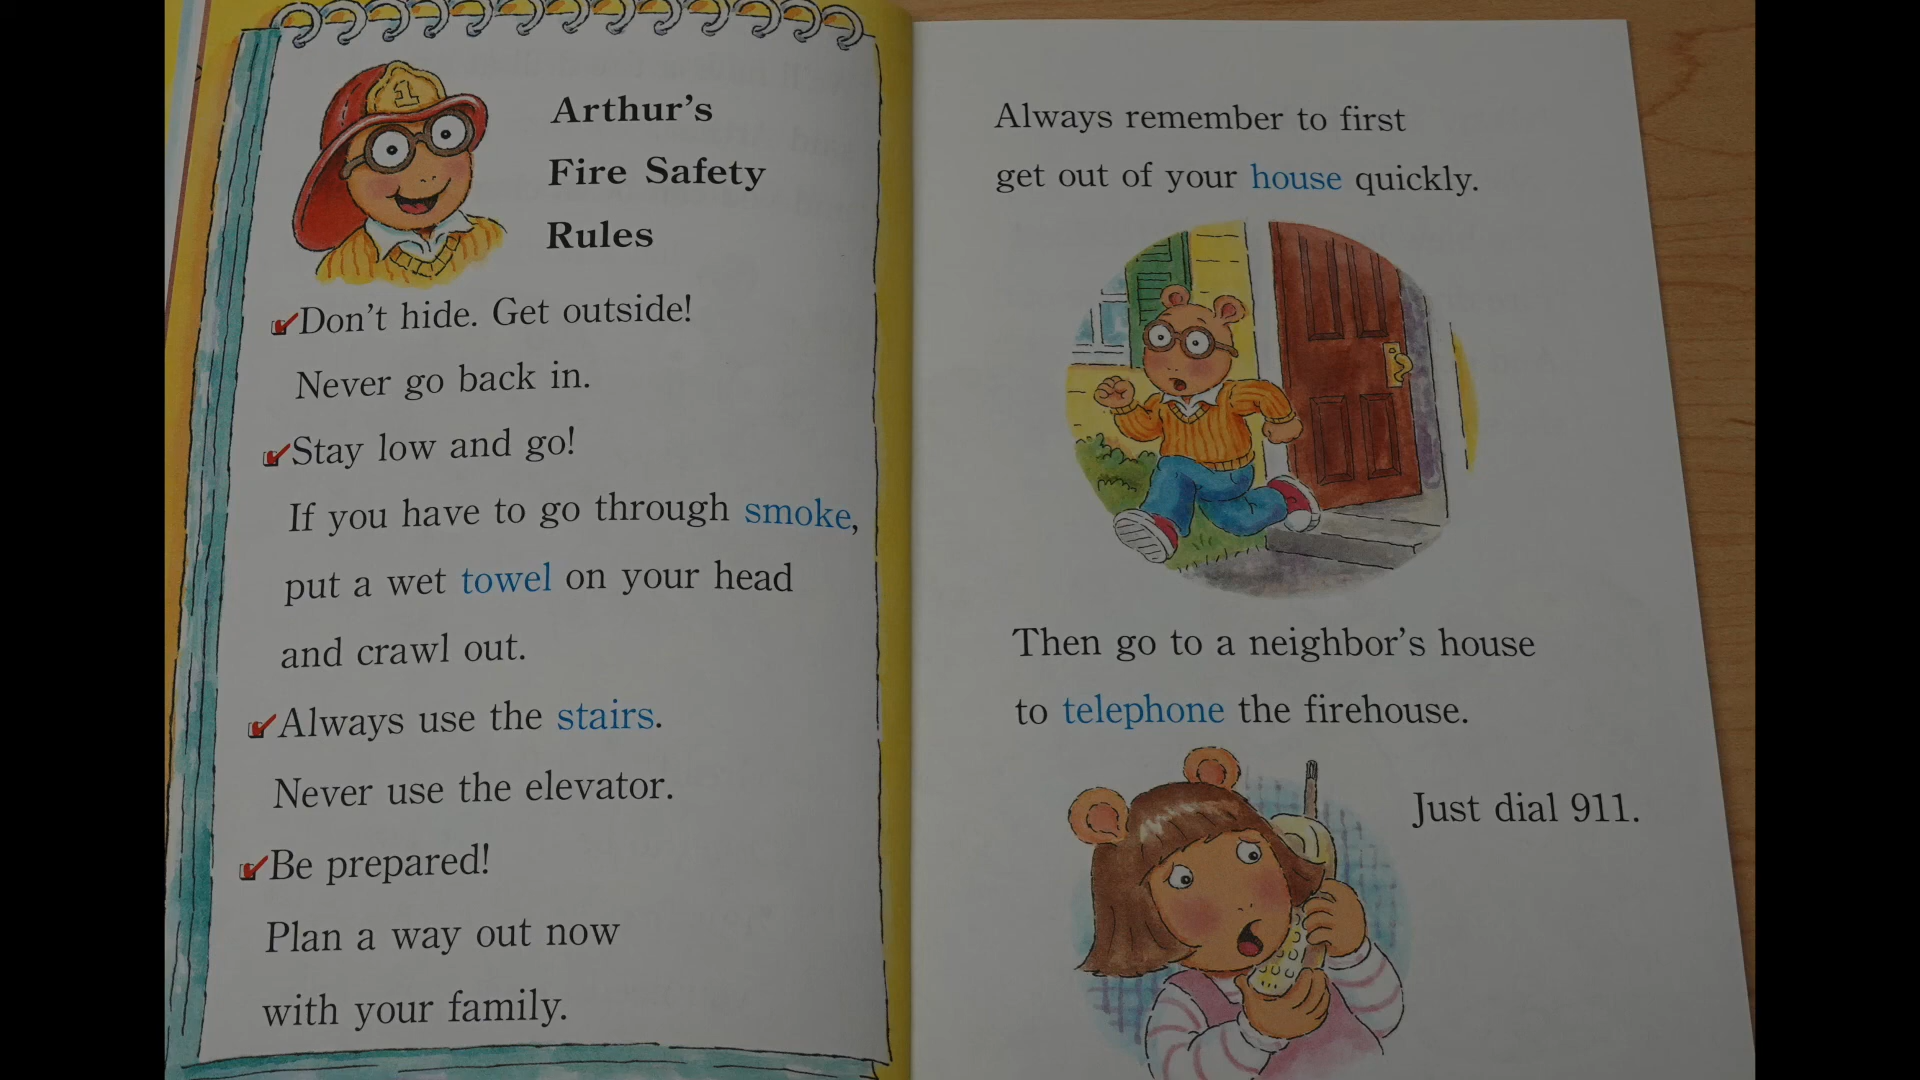 1
Arthur's
Fire Safety
Rules
Don't hide. Get outside!
Never go back in.
Stay low and go!
If you have to go through smoke,
put a wet towel on your head
and crawl out.
Always use the stairs.
Never use the elevator.
Be prepared!
Plan a way out now
with your family.
Always remember to first
get out of your house quickly.
Then go to a neighbor's house
to telephone the firehouse.
Just dial 911.